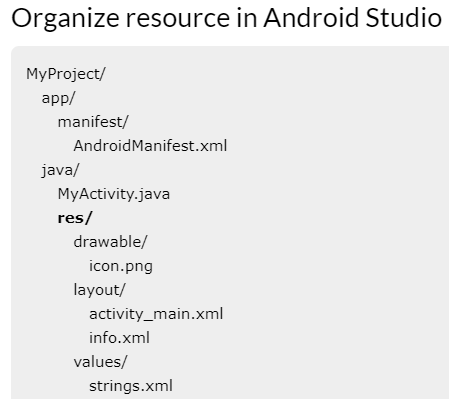 Organize resource in Android Studio
MyProject/
app/
manifest/
AndroidManifest.xml
java/
MyActivity.java
res/
drawable/
icon.png
layout/
activity_main.xml
info.xml
values/
strings.xml